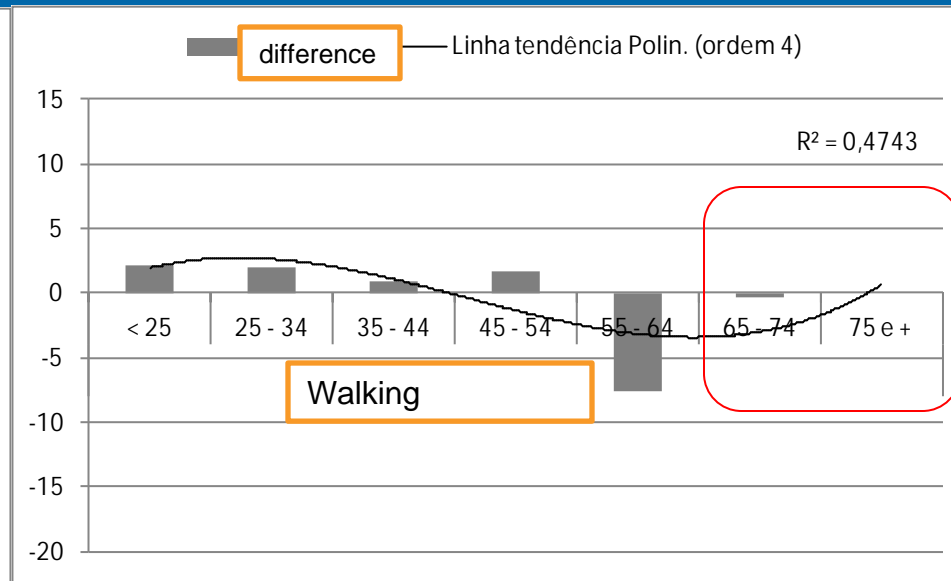 difference
Linha tendência Polin. (ordem 4)
15
R² = 0,4743
10
5
0
< 25
25 - 34
35 - 44
45 - 54
55 - 64
65 - 74
75 e +
-5
Walking
-10
-15
-20